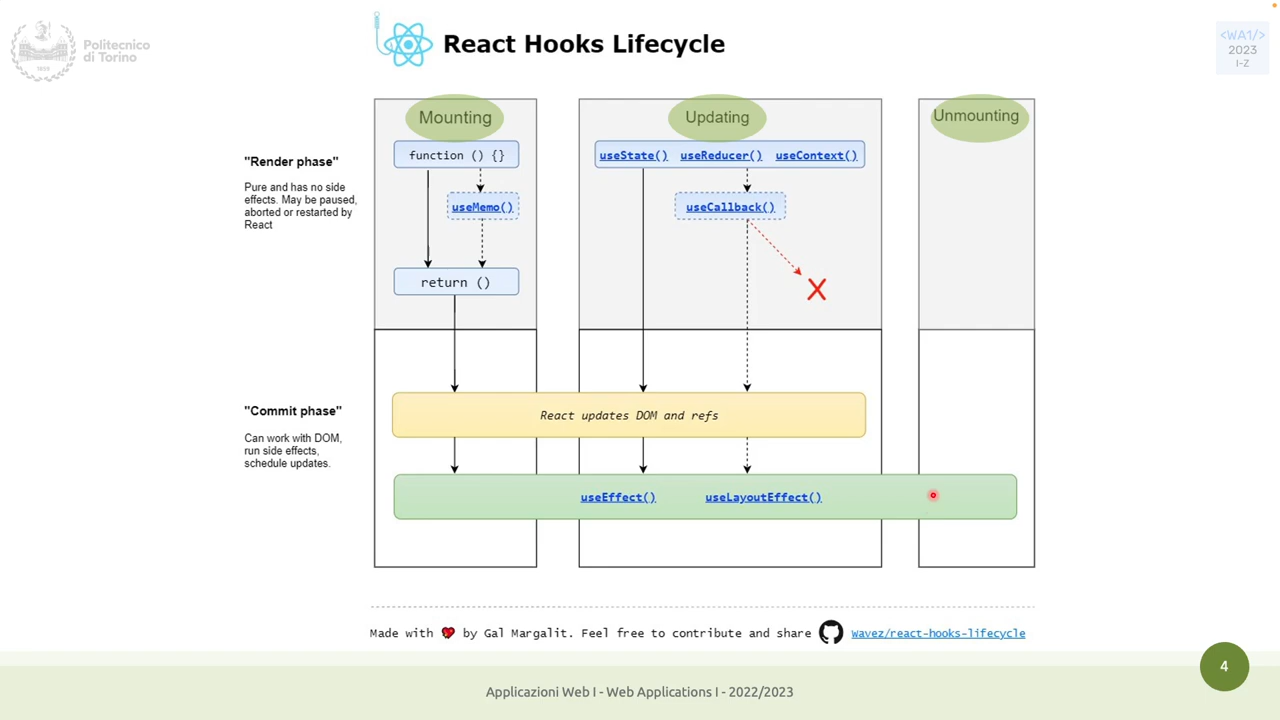 Politecnico
di Torino
1859
React Hooks Lifecycle
<WA1/>
2023
I-Z
Mounting
Updating
Unmounting
"Render phase"
Pure and has no side
effects. May be paused,
aborted or restarted by
React
function () {}
useMemo()
return ()
useState() useReducer() useContext()
useCallback()
X
"Commit phase"
Can work with DOM,
run side effects,
schedule updates.
React updates DOM and refs
useEffect() useLayoutEffect()
Made with by Gal Margalit. Feel free to contribute and share Wavez/react-hooks-lifecycle
4
Applicazioni Web I - Web Applications I - 2022/2023